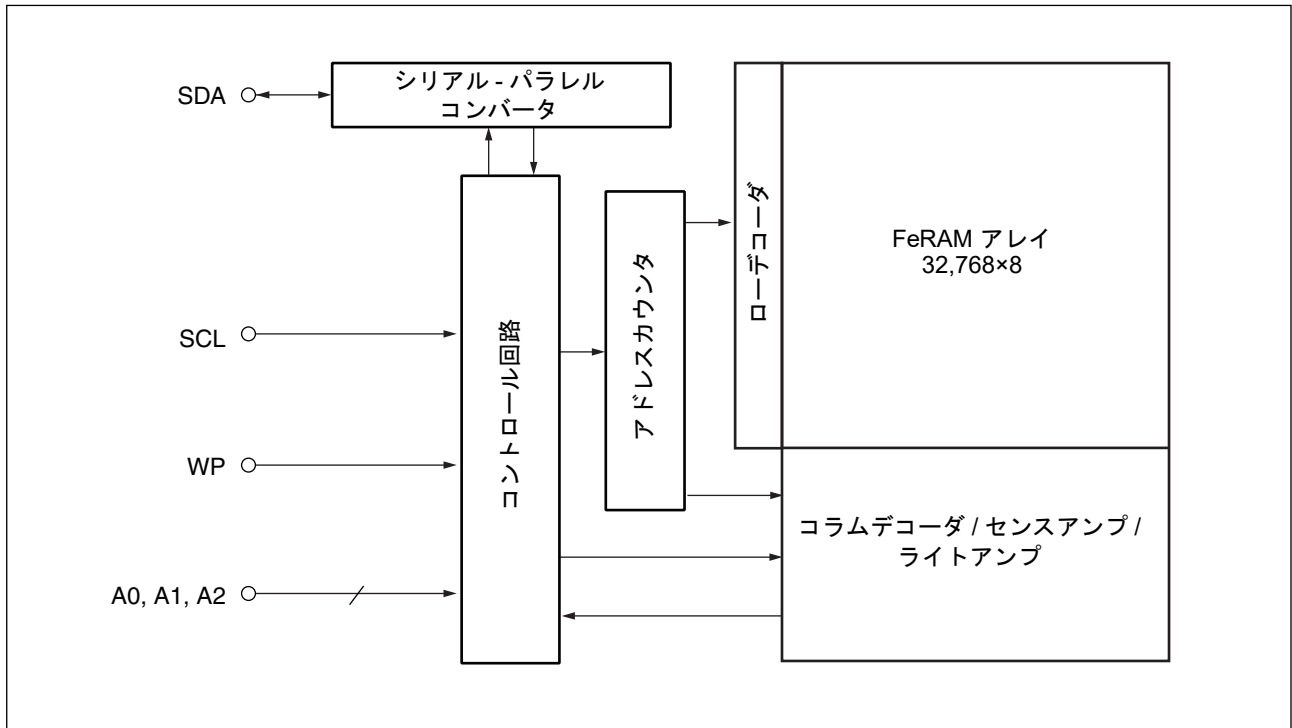 シリアル - パラレル
コンバータ
SDA
ローデコーダ
FeRAM アレイ
32,768×8
アドレスカウンタ
コントロール回路
SCL
WP
コラムデコーダ / センスアンプ /
ライトアンプ
A0, A1, A2